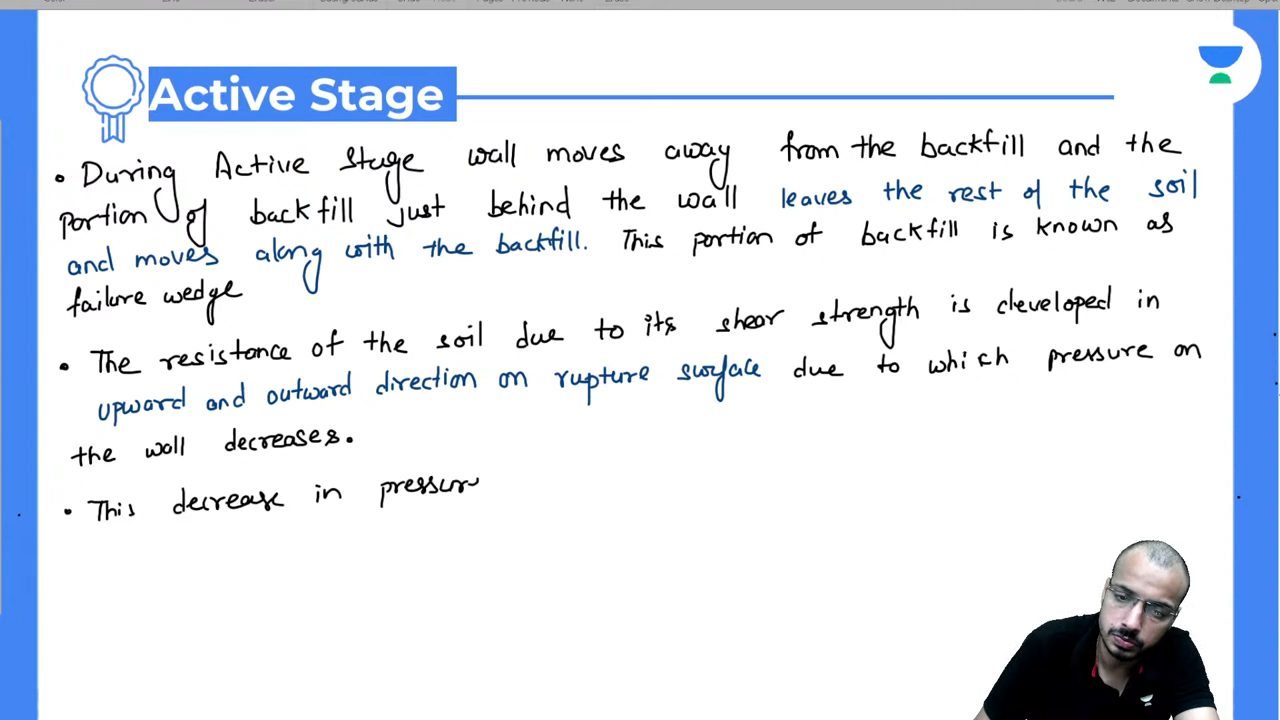 Active Stage
• During Active stage wall moves away from the backfill and the
portion of backfill just behind the wall leaves the rest of the soil
and moves along with the backfill. This portion of backfill is known as
failure wedge
• The resistance of the soil due to its shear strength is developed in
upward and outward direction on rupture surface due to which pressure on
the wall decreases.
• This decrease in pressur